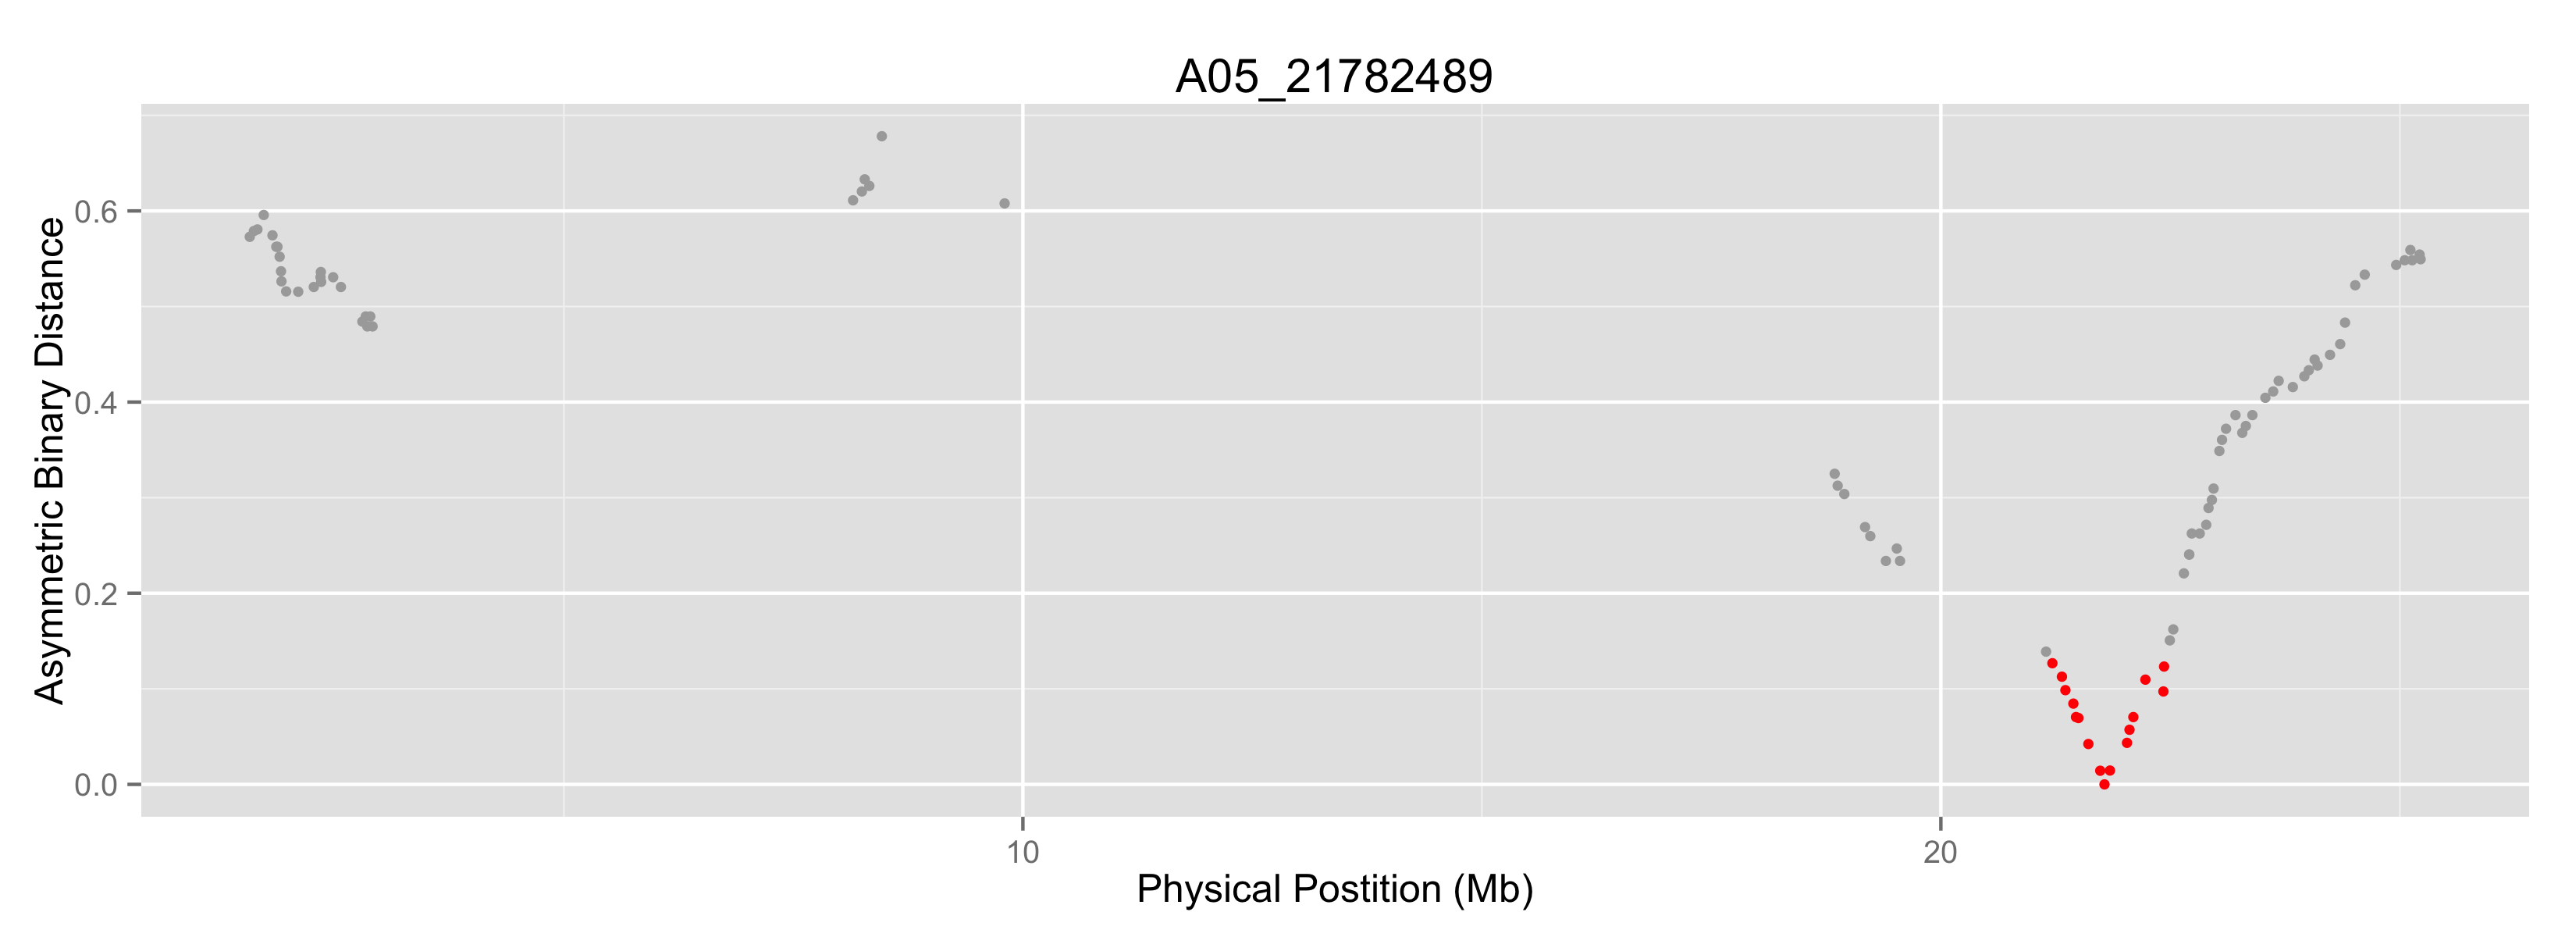 A05_21782489
Asymmetric Binary Distance
0.6
0.4
0.2
0.0
10
20
Physical Postition (Mb)